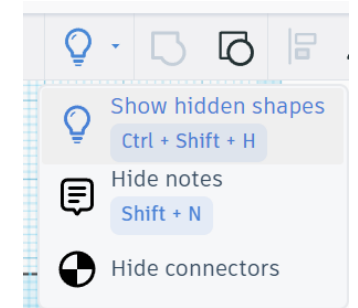 Show hidden shapes
Ctrl + Shift + H
Hide notes
Shift + N
Hide connectors